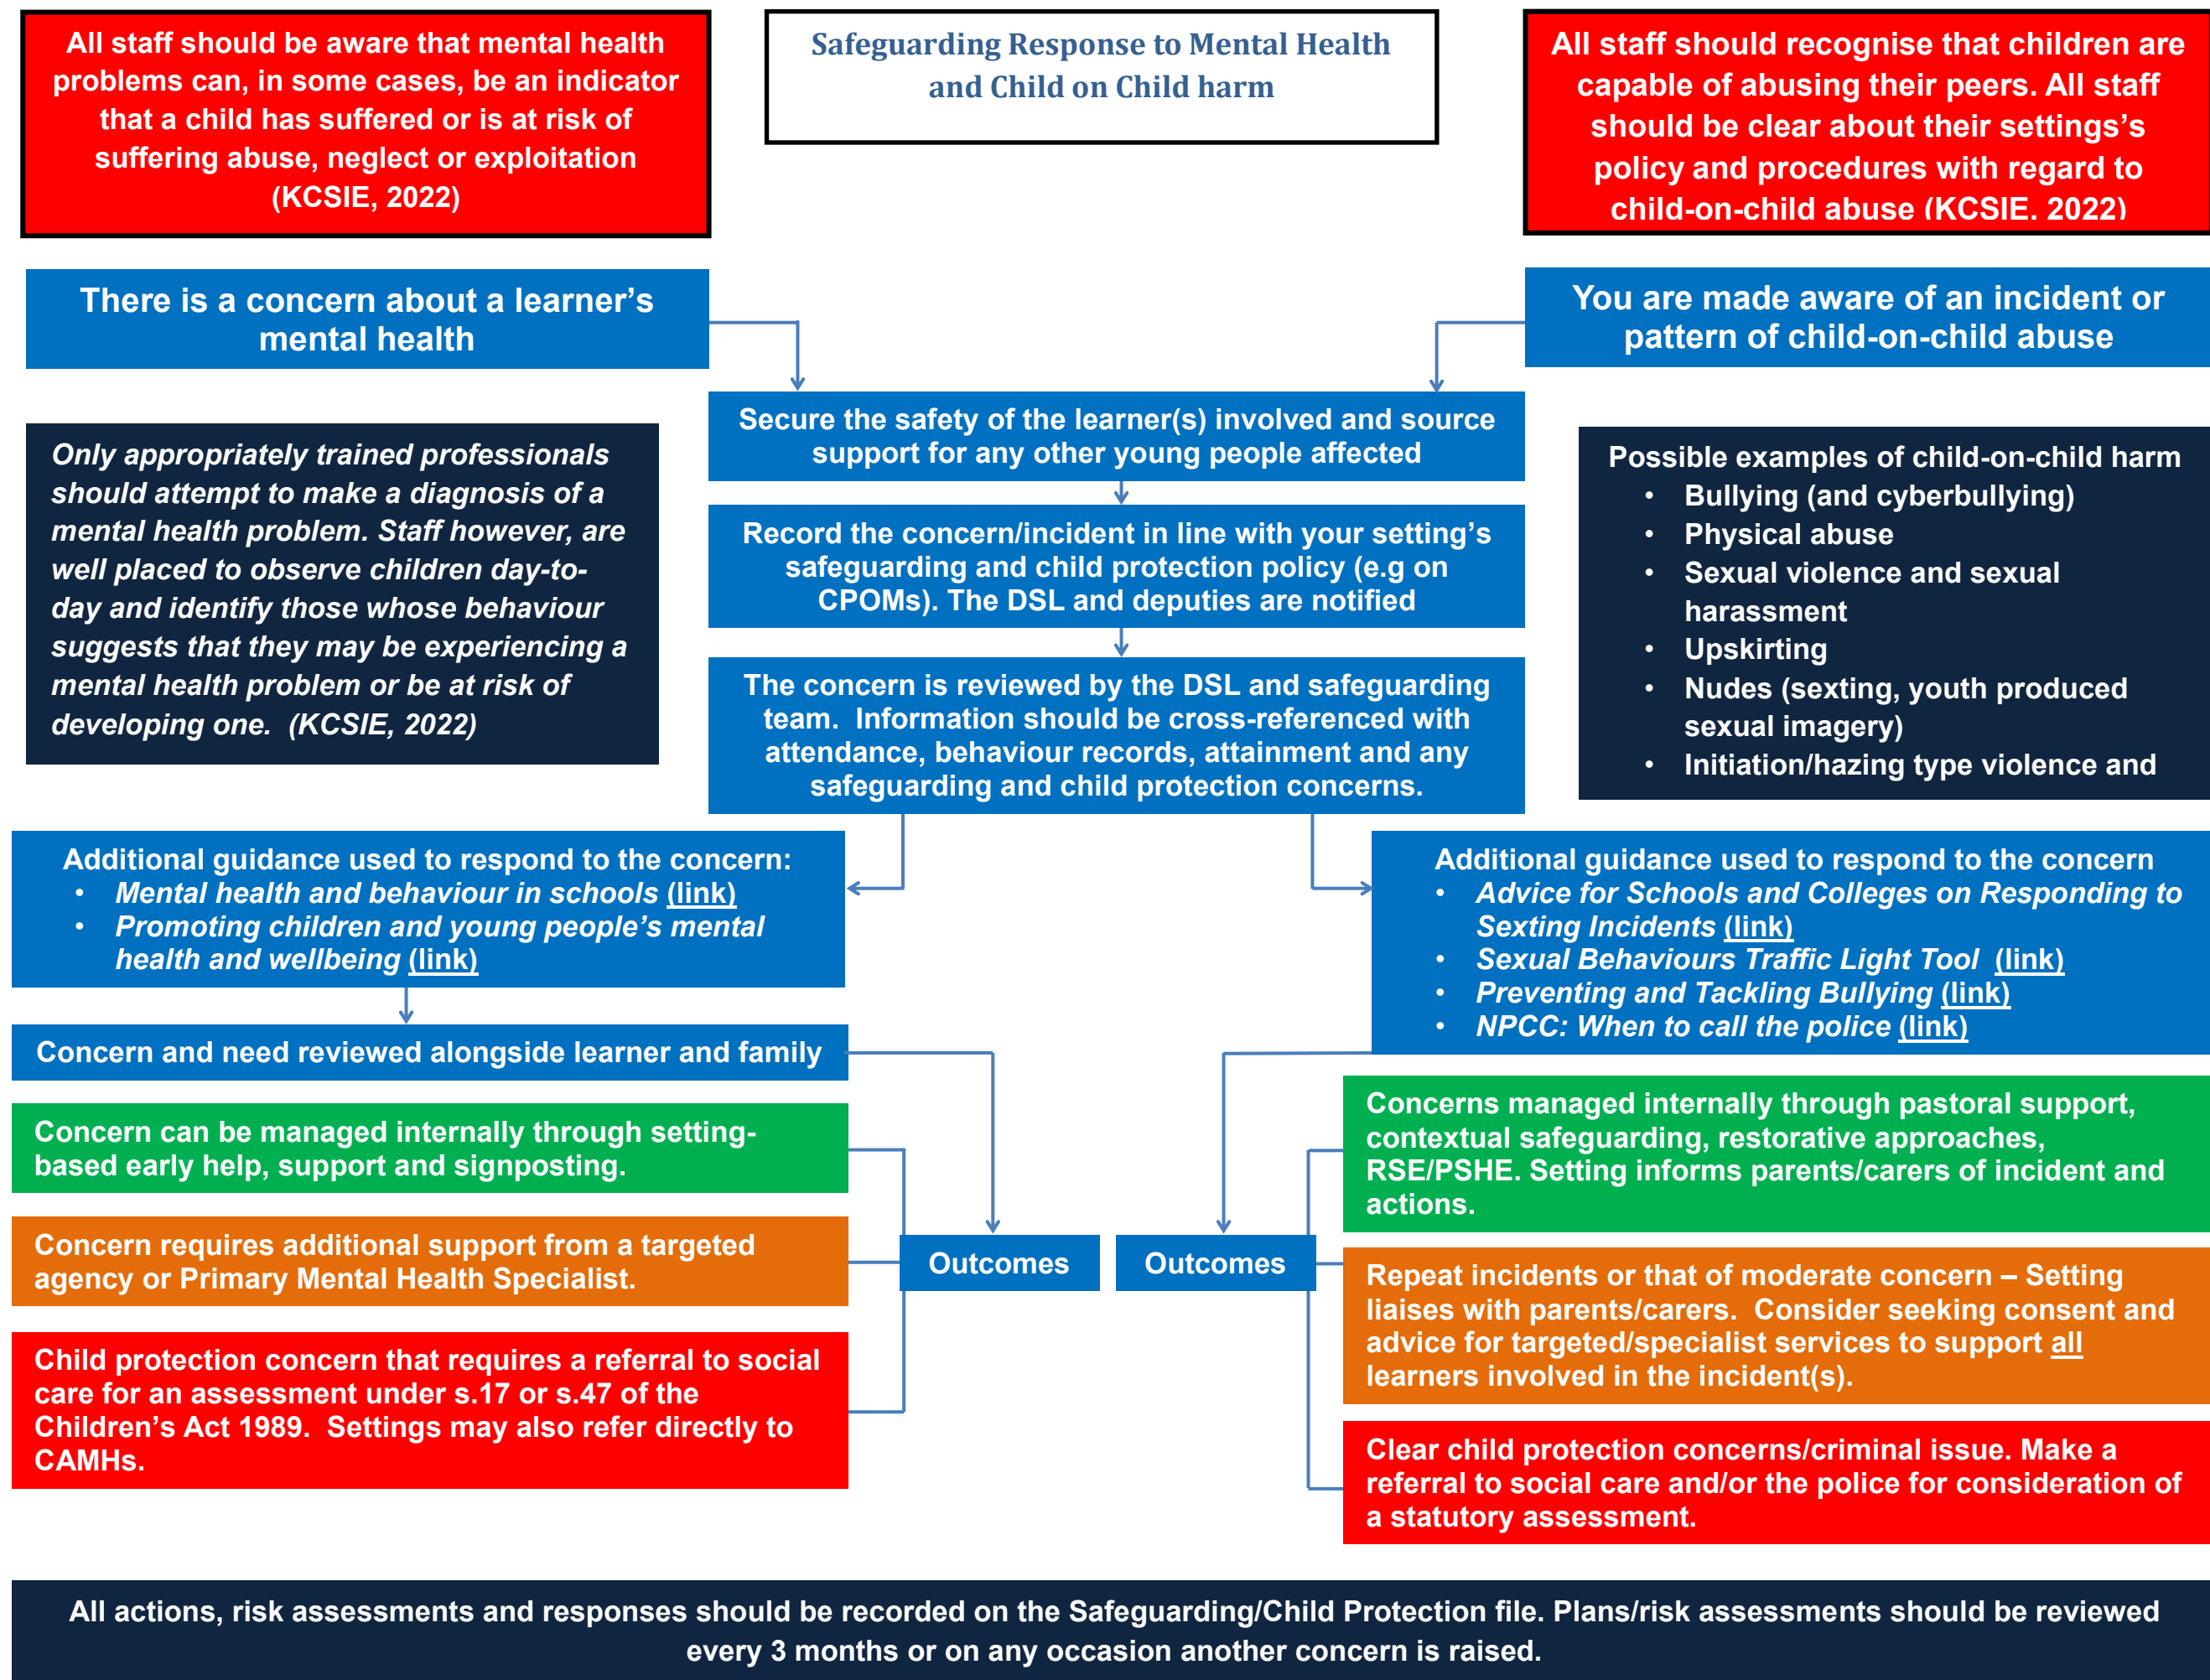 All staff should be aware that mental health
problems can, in some cases, be an indicator
that a child has suffered or is at risk of
suffering abuse, neglect or exploitation
(KCSIE, 2022)
Safeguarding Response to Mental Health
and Child on Child harm
All staff should recognise that children are
capable of abusing their peers. All staff
should be clear about their settings's
policy and procedures with regard to
child-on-child abuse (KCSIE. 2022)
There is a concern about a learner’s
mental health
You are made aware of an incident or
pattern of child-on-child abuse
Secure the safety of the learner(s) involved and source
support for any other young people affected
Only appropriately trained professionals
should attempt to make a diagnosis of a
mental health problem. Staff however, are
well placed to observe children day-to-
day and identify those whose behaviour
suggests that they may be experiencing a
mental health problem or be at risk of
developing one.  (KCSIE, 2022)
Record the concern/incident in line with your setting’s
safeguarding and child protection policy (e.g on
CPOMs). The DSL and deputies are notified
The concern is reviewed by the DSL and safeguarding
team.  Information should be cross-referenced with
attendance, behaviour records, attainment and any
safeguarding and child protection concerns.
Possible examples of child-on-child harm
• Bullying (and cyberbullying)
• Physical abuse
• Sexual violence and sexual
harassment
• Upskirting
• Nudes (sexting, youth produced
sexual imagery)
• Initiation/hazing type violence and
Additional guidance used to respond to the concern:
• Mental health and behaviour in schools (link)
• Promoting children and young people’s mental
health and wellbeing (link)
Additional guidance used to respond to the concern
• Advice for Schools and Colleges on Responding to
Sexting Incidents (link)
• Sexual Behaviours Traffic Light Tool  (link)
• Preventing and Tackling Bullying (link)
• NPCC: When to call the police (link)
Concern and need reviewed alongside learner and family
Concern can be managed internally through setting-
based early help, support and signposting.
Concern requires additional support from a targeted
agency or Primary Mental Health Specialist.
Child protection concern that requires a referral to social
care for an assessment under s.17 or s.47 of the
Children’s Act 1989.  Settings may also refer directly to
CAMHs.
Outcomes
Outcomes
Concerns managed internally through pastoral support,
contextual safeguarding, restorative approaches,
RSE/PSHE. Setting informs parents/carers of incident and
actions.
Repeat incidents or that of moderate concern – Setting
liaises with parents/carers.  Consider seeking consent and
advice for targeted/specialist services to support all
learners involved in the incident(s).
Clear child protection concerns/criminal issue. Make a
referral to social care and/or the police for consideration of
a statutory assessment.
All actions, risk assessments and responses should be recorded on the Safeguarding/Child Protection file. Plans/risk assessments should be reviewed
every 3 months or on any occasion another concern is raised.